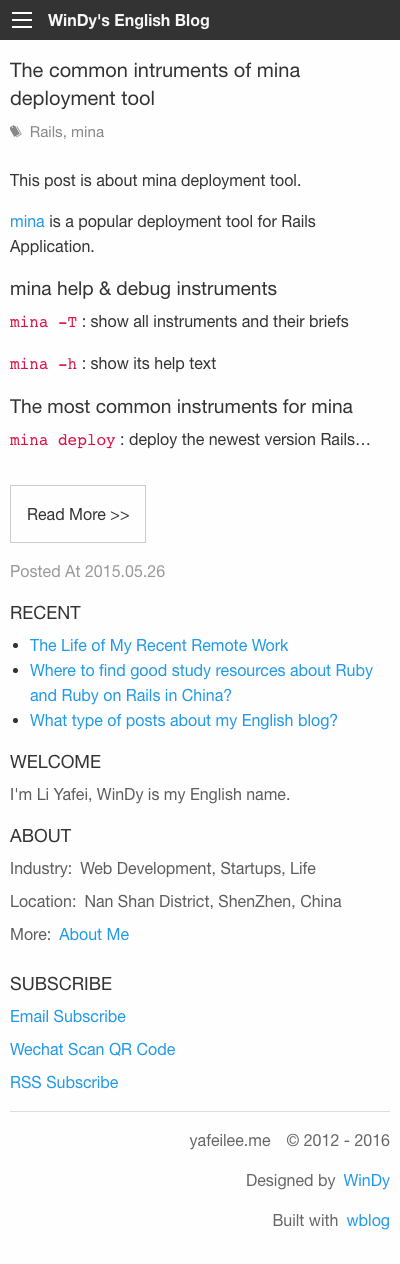 WinDy's English Blog
The common intruments of mina
deployment tool
Rails, mina
This post is about mina deployment tool.
mina is a popular deployment tool for Rails
Application.
mina help & debug instruments
mina -T : show all instruments and their briefs
mina -h : show its help text
The most common instruments for mina
mina deploy : deploy the newest version Rails…
Read More >>
Posted At 2015.05.26
RECENT
The Life of My Recent Remote Work
Where to find good study resources about Ruby
and Ruby on Rails in China?
What type of posts about my English blog?
WELCOME
I'm Li Yafei, WinDy is my English name.
ABOUT
Industry: Web Development, Startups, Life
Location: Nan Shan District, ShenZhen, China
More: About Me
SUBSCRIBE
Email Subscribe
Wechat Scan QR Code
RSS Subscribe
yafeilee.me © 2012 - 2016
Designed by WinDy
Built with wblog